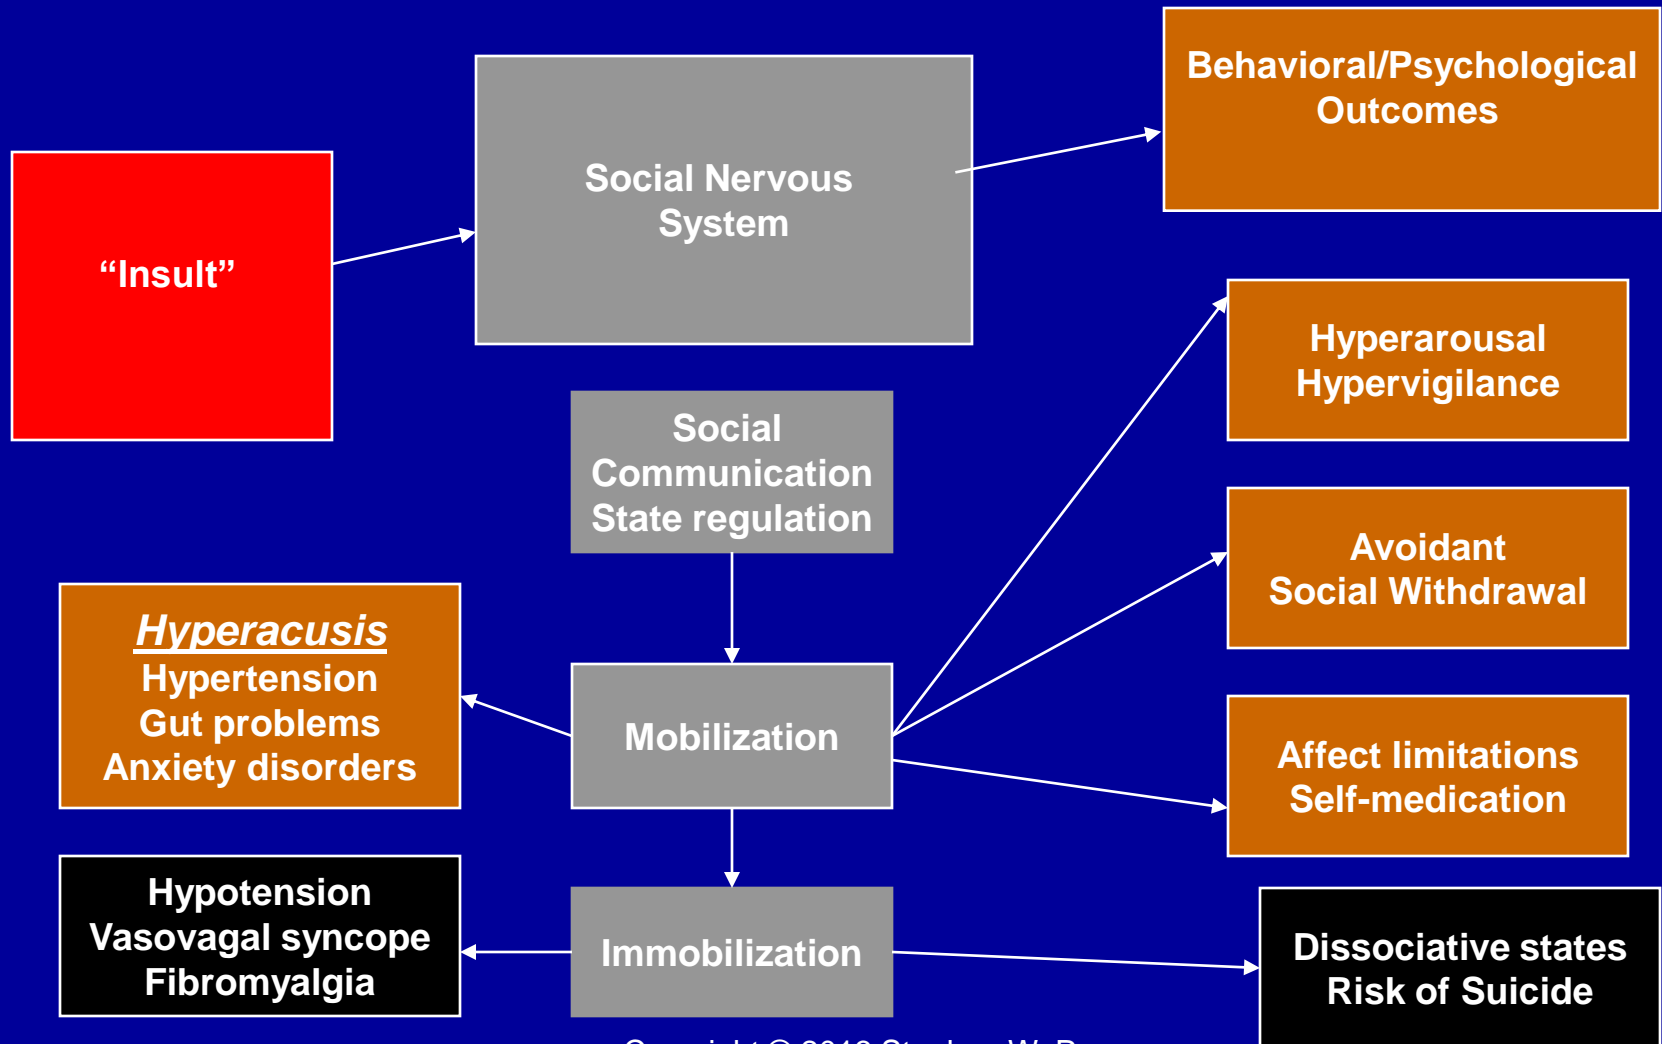 Behavioral/Psychological
Outcomes
Social Nervous
System
“Insult”
Hyperarousal
Hypervigilance
Social
Communication
State regulation
Avoidant
Social Withdrawal
Hyperacusis
Hypertension
Gut problems
Anxiety disorders
Mobilization
Affect limitations
Self-medication
Hypotension
Vasovagal syncope
Fibromyalgia
Immobilization
Dissociative states
Risk of Suicide